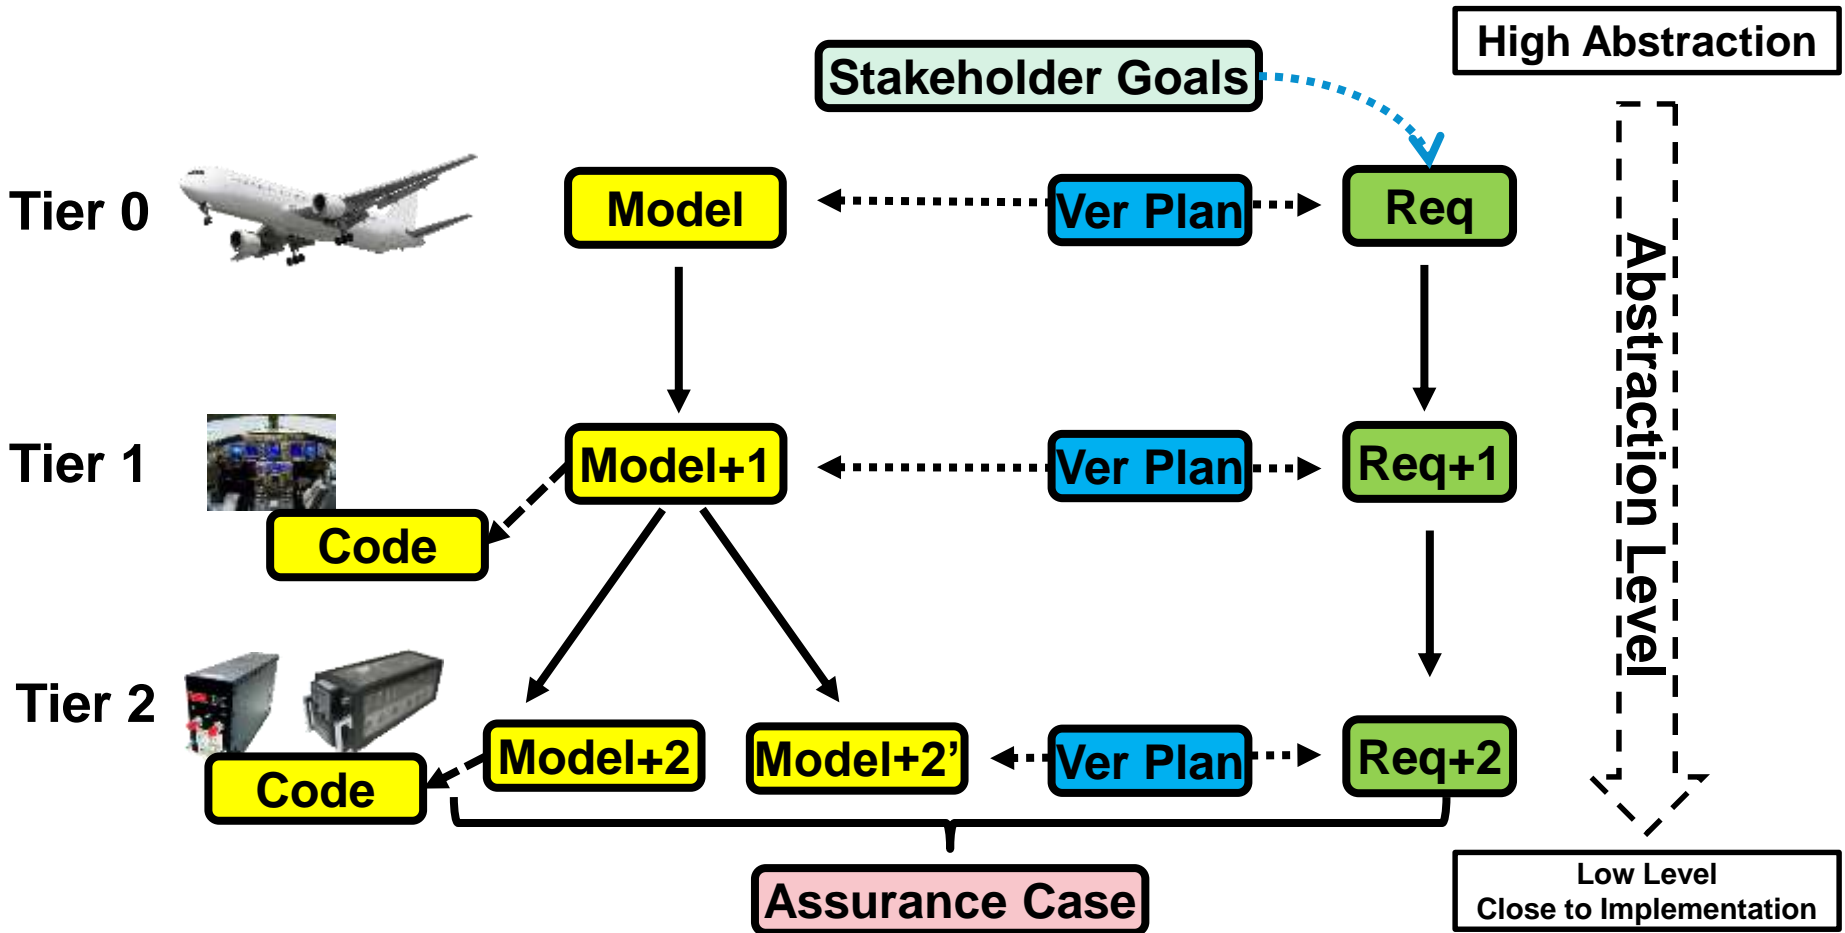 High Abstraction
Stakeholder Goals
Tier 0
Model
Ver Plan
Req
Abstraction Level
Tier 1
Model+1
Ver Plan
Req+1
Code
Tier 2
Model+2
Model+2’
Ver Plan
Req+2
Code
Assurance Case
Low Level
Close to Implementation